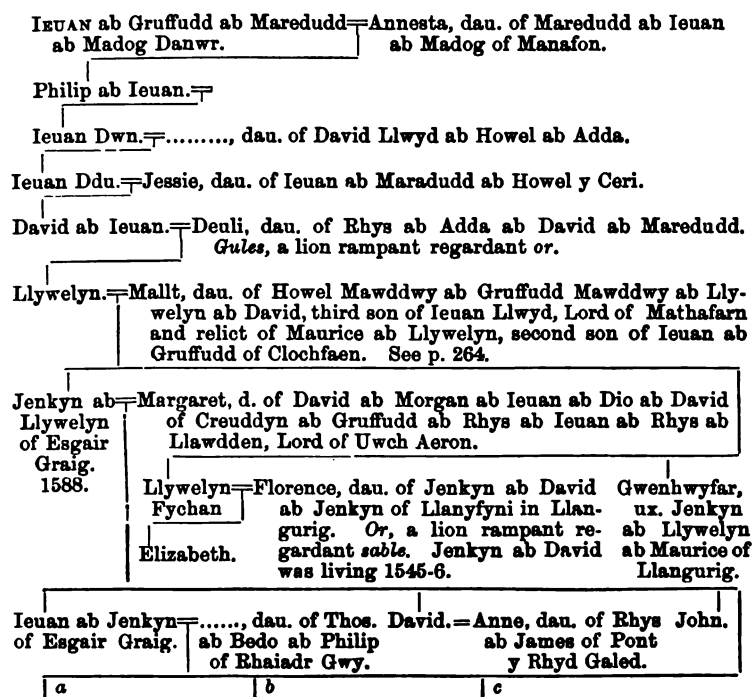 IEUAN ab Gruffudd ab Maredudd=Annesta, dau. of Maredudd ab Ieuan
ab Madog Danwr. ab Madog of Manafon.
Philip ab Ieuan.=
Ieuan Dwn.=........., dau. of David Llwyd ab Howel ab Adda.
Ieuan Ddu.=Jessie, dau. of Ieuan ab Maradudd ab Howel y Ceri.
David ab Ieuan.=Deuli, dau. of Rhys ab Adda ab David ab Maredudd.
Gules, a lion rampant regardant or.
Llywelyn.=Mallt, dau. of Howel Mawddwy ab Gruffudd Mawddwy ab Lly-
welyn ab David, third son of Ieuan Llwyd, Lord of Mathafarn
and relict of Maurice ab Llywelyn, second son of Ieuan ab
Gruffudd of Clochfaen. See p. 264.
Jenkyn ab=Margaret, d. of David ab Morgan ab Ieuan ab Dio ab David
Llywelyn of Creuddyn ab Gruffudd ab Rhys ab Ieuan ab Rhys ab
of Esgair Llawdden, Lord of Uwch Aeron.
Graig.
1588.
Llywelyn=Florence, dau. of Jenkyn ab David
Fychan ab Jenkyn of Llanyfyni in Llan-
gurig. Or, a lion rampant re-
Elizabeth. gardant sable. Jenkyn ab David
was living 1545-6.
Gwenhwyfar,
ux. Jenkyn
ab Llywelyn
ab Maurice of
Llangurig.
Ieuan ab Jenkyn=......, dau. of Thos. David.=Anne, dau. of Rhys John.
of Esgair Graig. ab Bedo ab Philip ab James of Pont
of Rhaiadr Gwy. y Rhyd Galed.
a b c